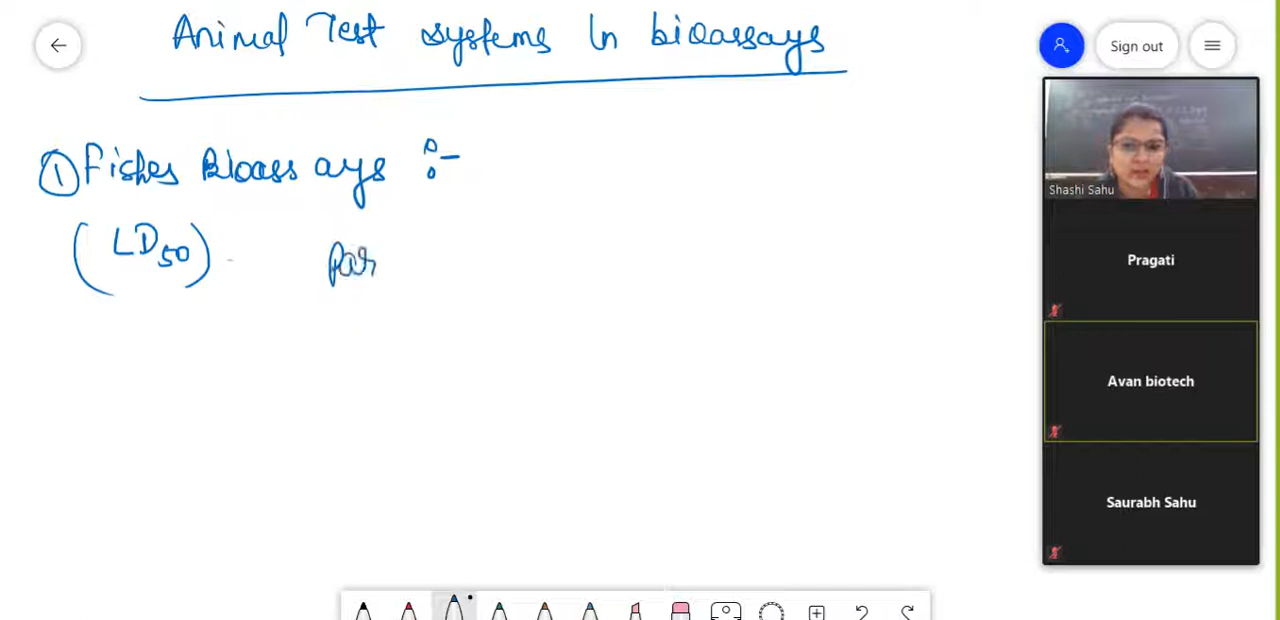 Animal Test systems In bioassays
Sign out
① Fishes Bioassays :-
(LD50)
Shashi Sahu
Pragati
Avan biotech
Saurabh Sahu